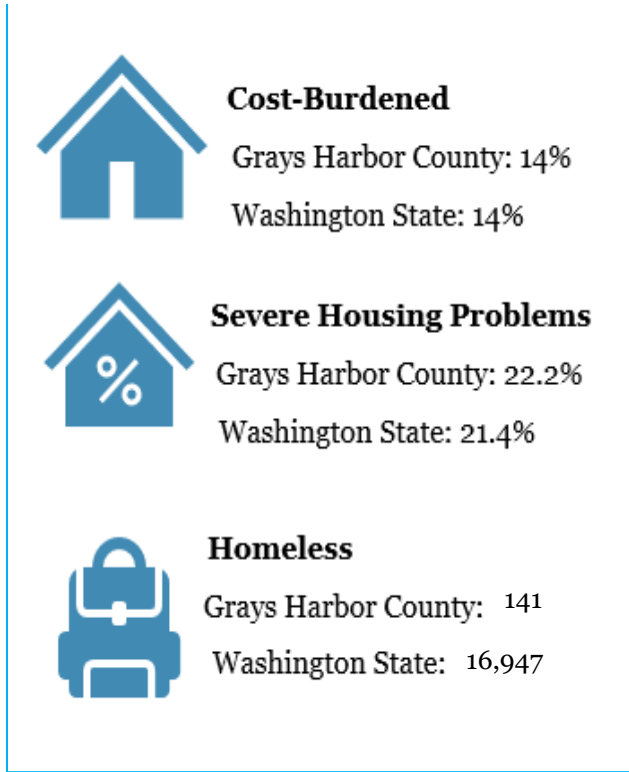 Cost-Burdened
Grays Harbor County: 14%
Washington State: 14%
%
Severe Housing Problems
Grays Harbor County: 22.2%
Washington State: 21.4%
Homeless
Grays Harbor County: 141
Washington State: 16,947